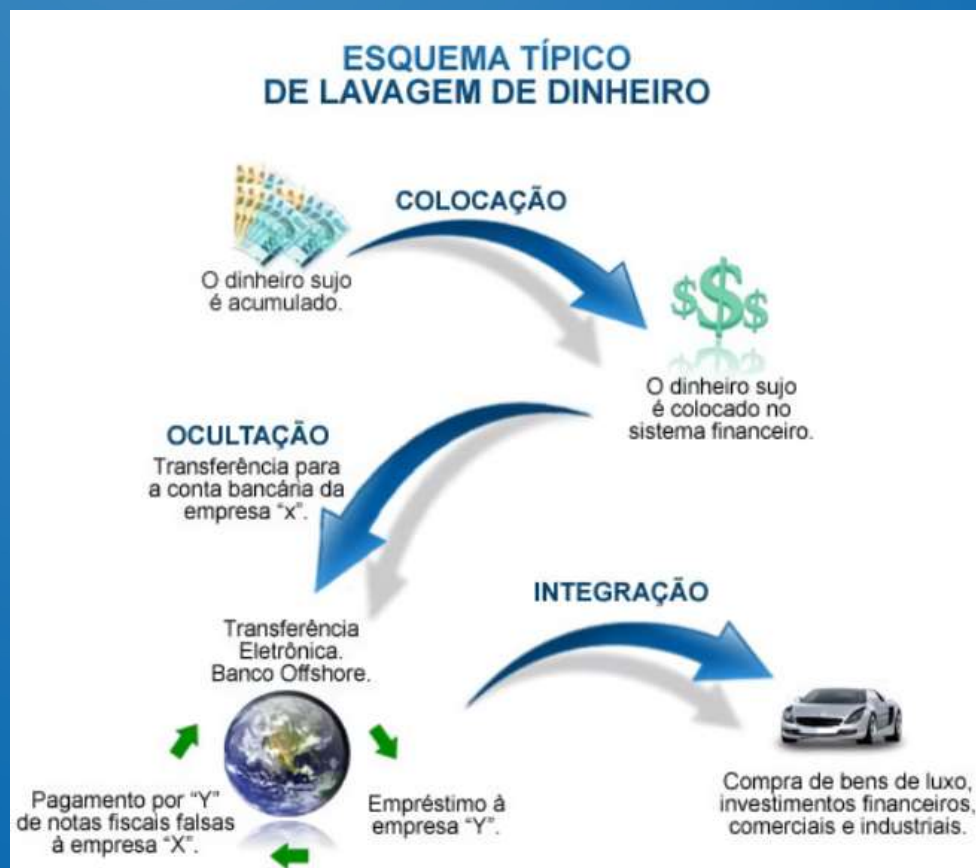 ESQUEMA TÍPICO
DE LAVAGEM DE DINHEIRO
COLOCAÇÃO
O dinheiro sujo
é acumulado.
$$$
O dinheiro sujo
é colocado no
sistema financeiro.
OCULTAÇÃO
Transferência para
a conta bancária da
empresa “x”.
INTEGRAÇÃO
Transferência
Eletrônica.
Banco Offshore.
Pagamento por “Y”
de notas fiscais falsas
à empresa “X”.
Empréstimo à
empresa “Y”.
Compra de bens de luxo,
investimentos financeiros,
comerciais e industriais.